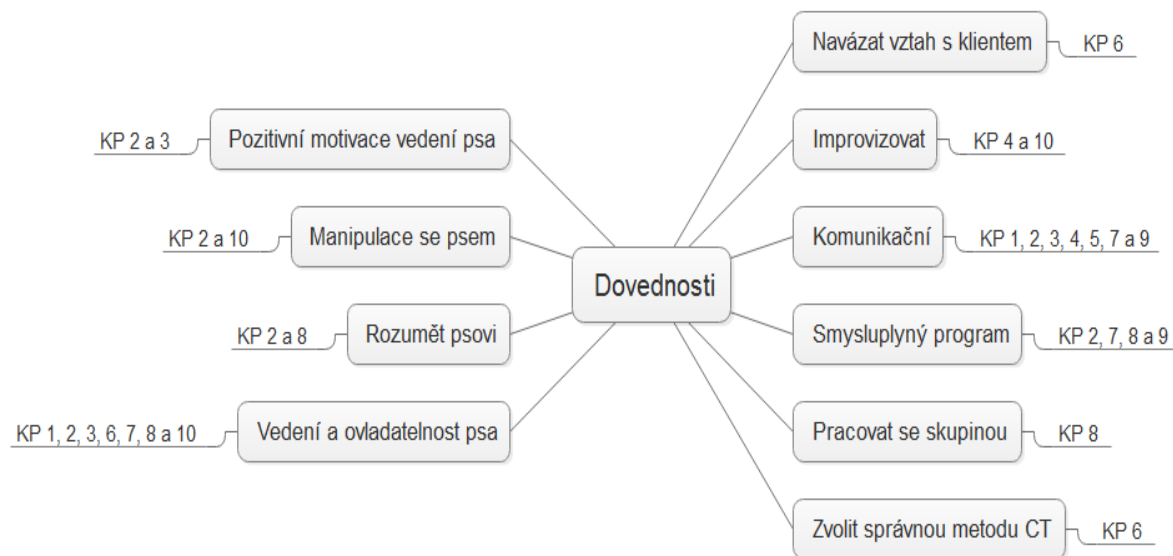 Dovednosti
Pozitivní motivace vedení psa
KP 2 a 3
Manipulace se psem
KP 2 a 10
Rozumět psovi
KP 2 a 8
Vedení a ovladatelnost psa
KP 1, 2, 3, 6, 7, 8 a 10
Navázat vztah s klientem
KP 6
Improvizovat
KP 4 a 10
Komunikační
KP 1, 2, 3, 4, 5, 7 a 9
Smysluplyný program
KP 2, 7, 8 a 9
Pracovat se skupinou
KP 8
Zvolit správnou metodu CT
KP 6